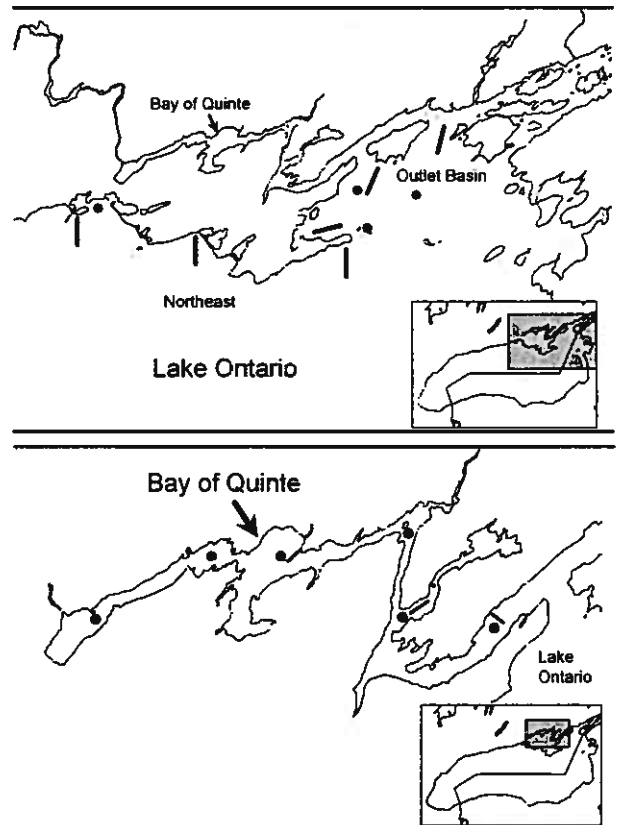 Bay of Quinte
Outlet Basin
Northeast
Lake Ontario
Bay of Quinte
Lake
Ontario